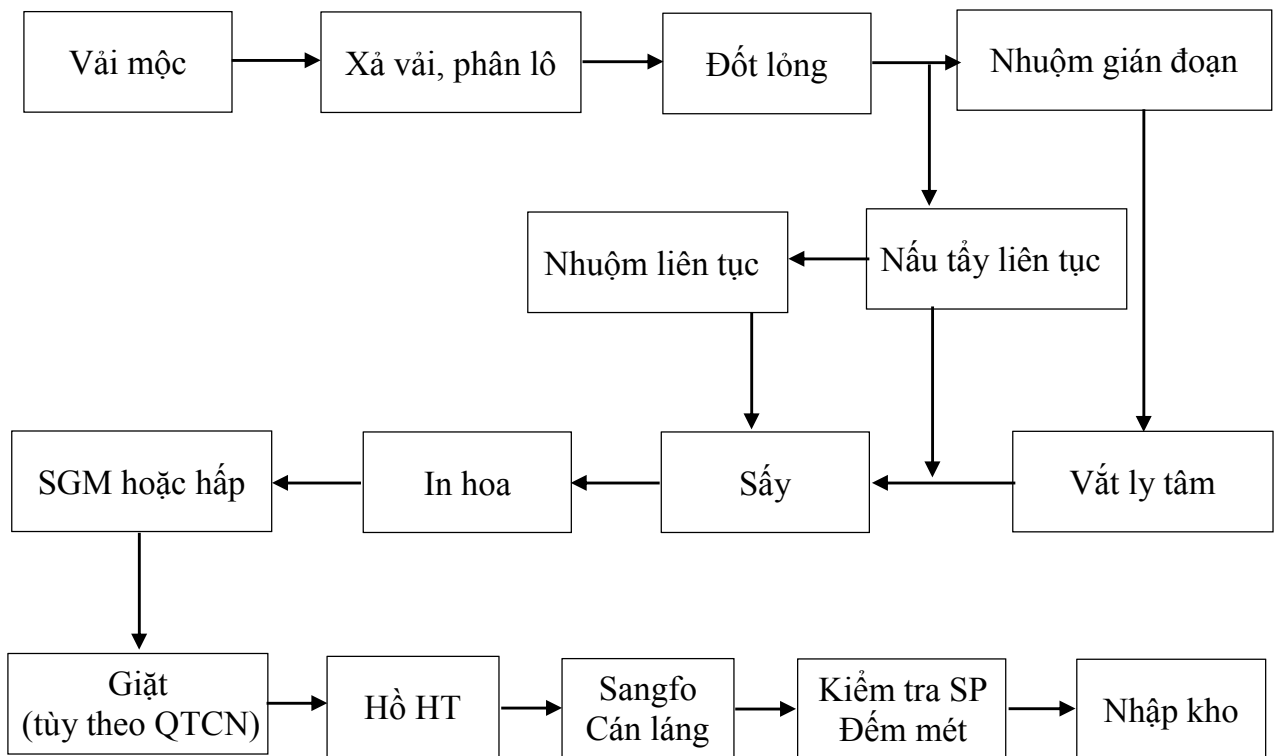 Vải mộc
Xả vải, phân lô
Đốt lỏng
Nhuộm gián đoạn
Nhuộm liên tục
Nấu tẩy liên tục
SGM hoặc hấp
In hoa
Sấy
Vắt ly tâm
Giặt
(tùy theo QTCN)
Hồ HT
Sangfo
Cán láng
Kiểm tra SP
Đếm mét
Nhập kho